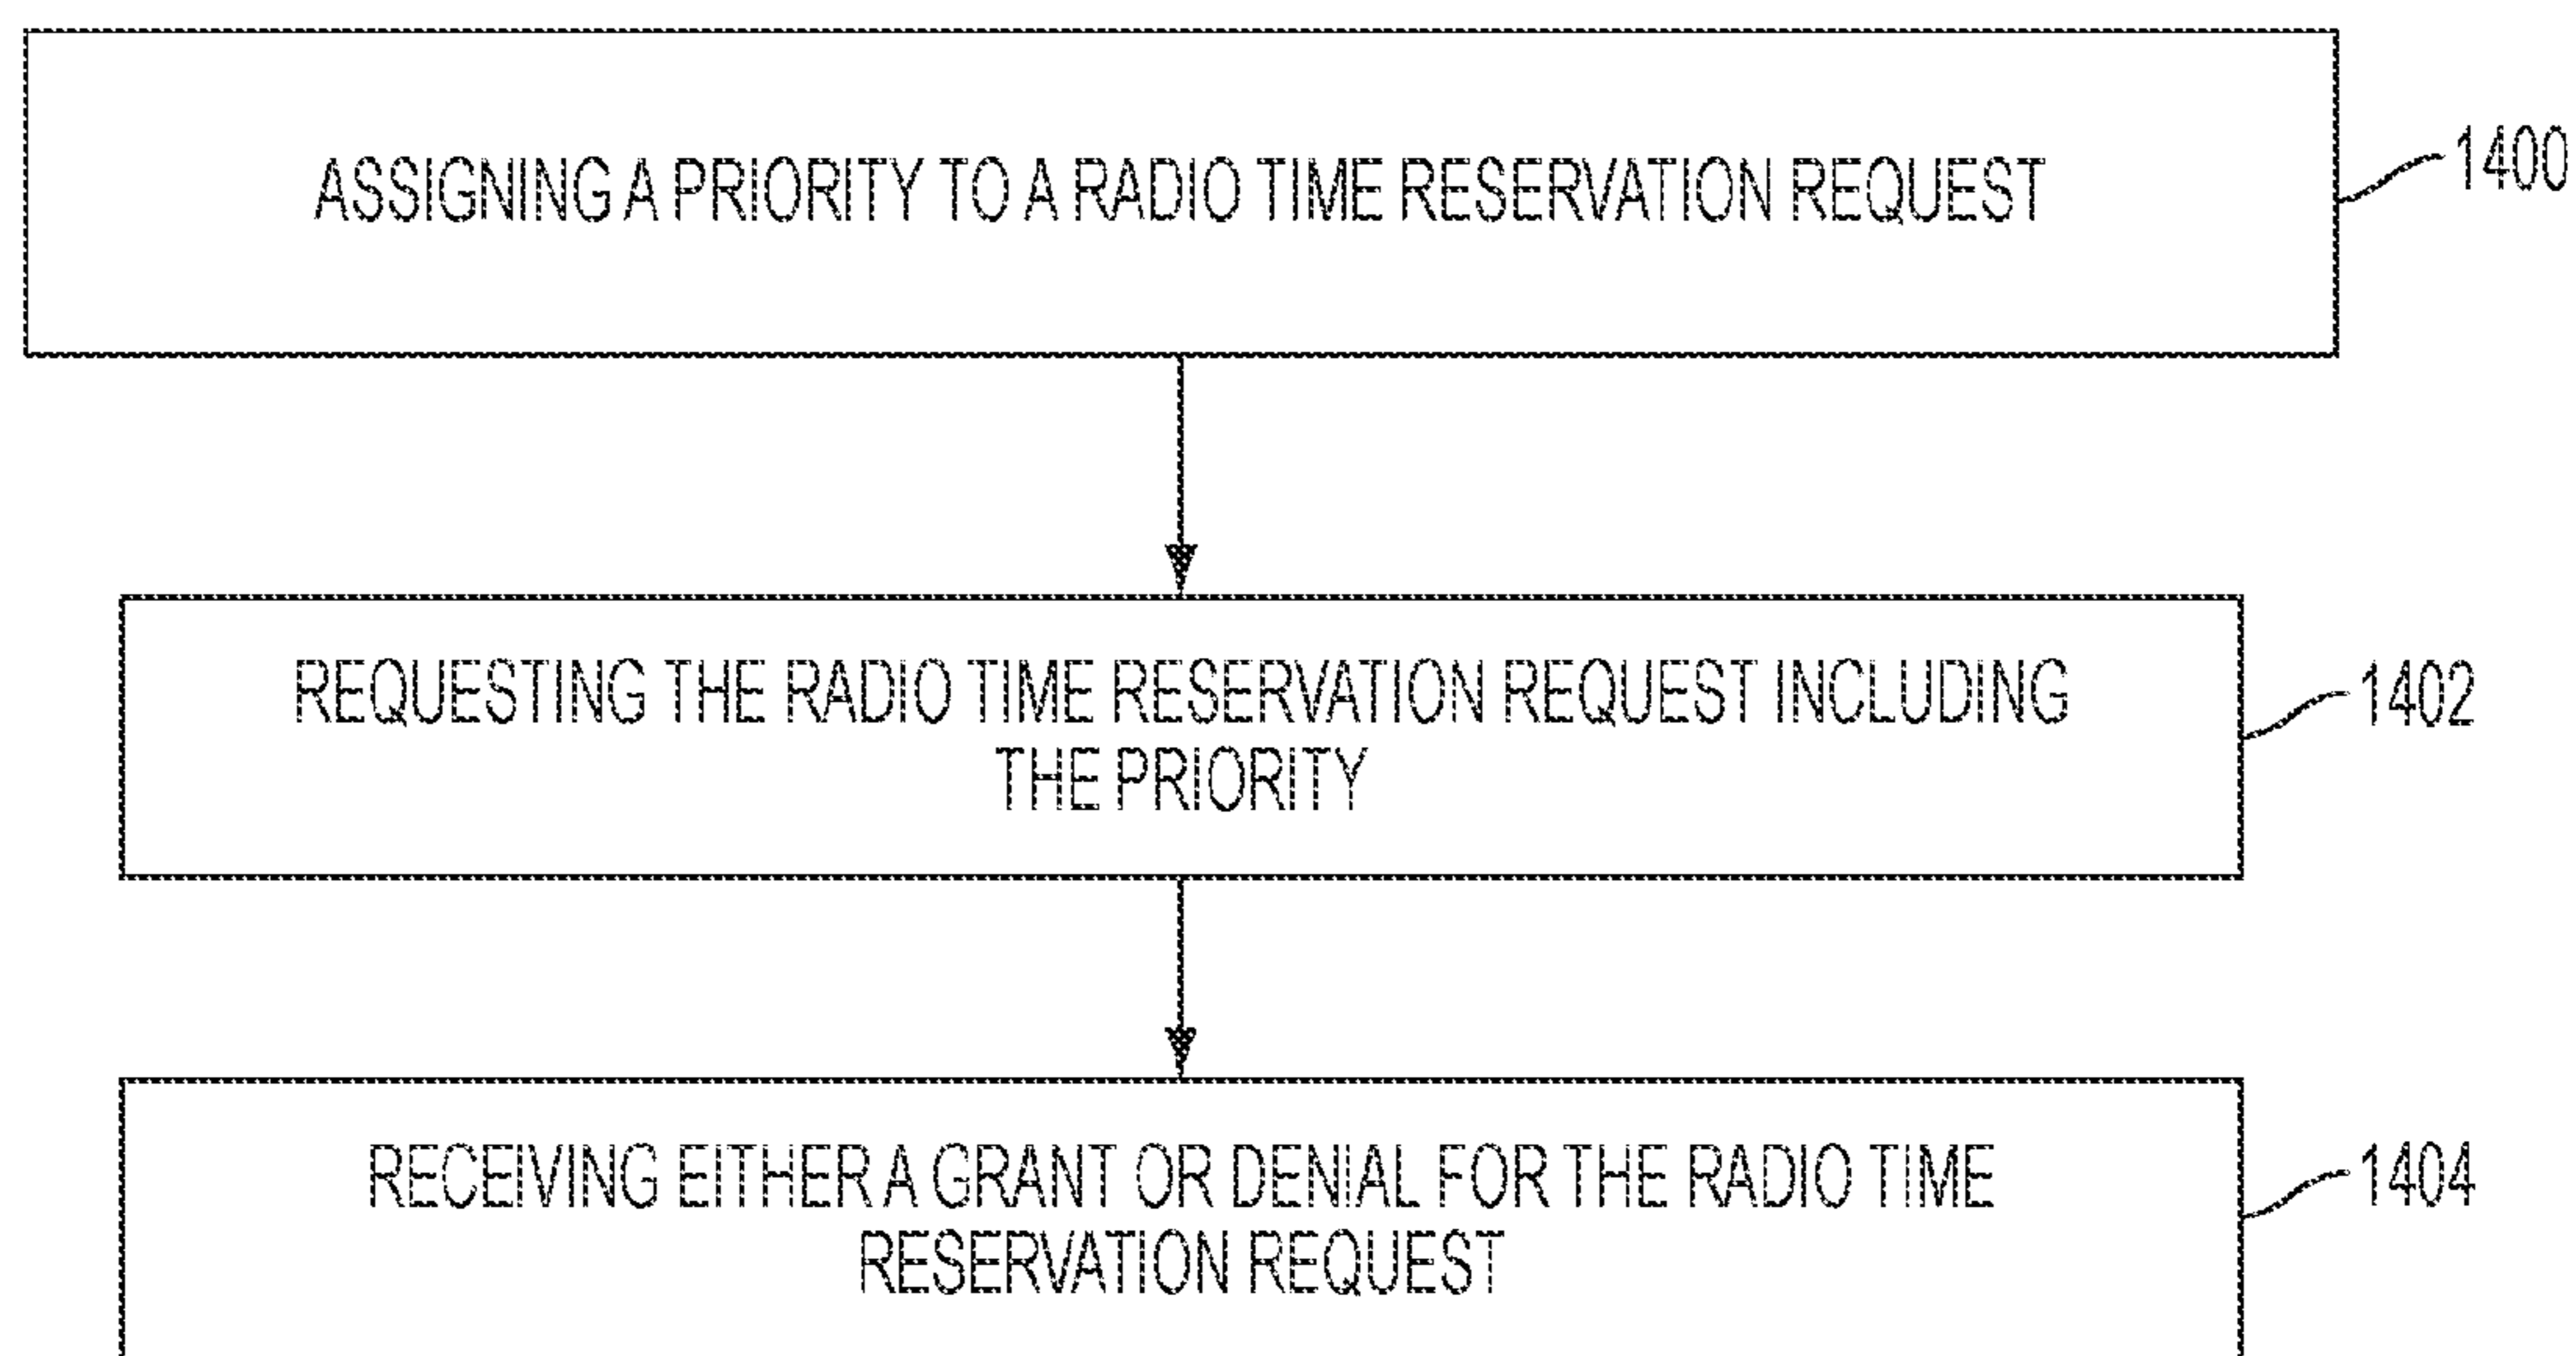 ASSIGNING A PRIORITY TO A RADIO TIME RESERVATION REQUEST
1400
REQUESTING THE RADIO TIME RESERVATION REQUEST INCLUDING
THE PRIORITY
1402
RECEIVING EITHER A GRANT OR DENIAL FOR THE RADIO TIME
RESERVATION REQUEST
1404